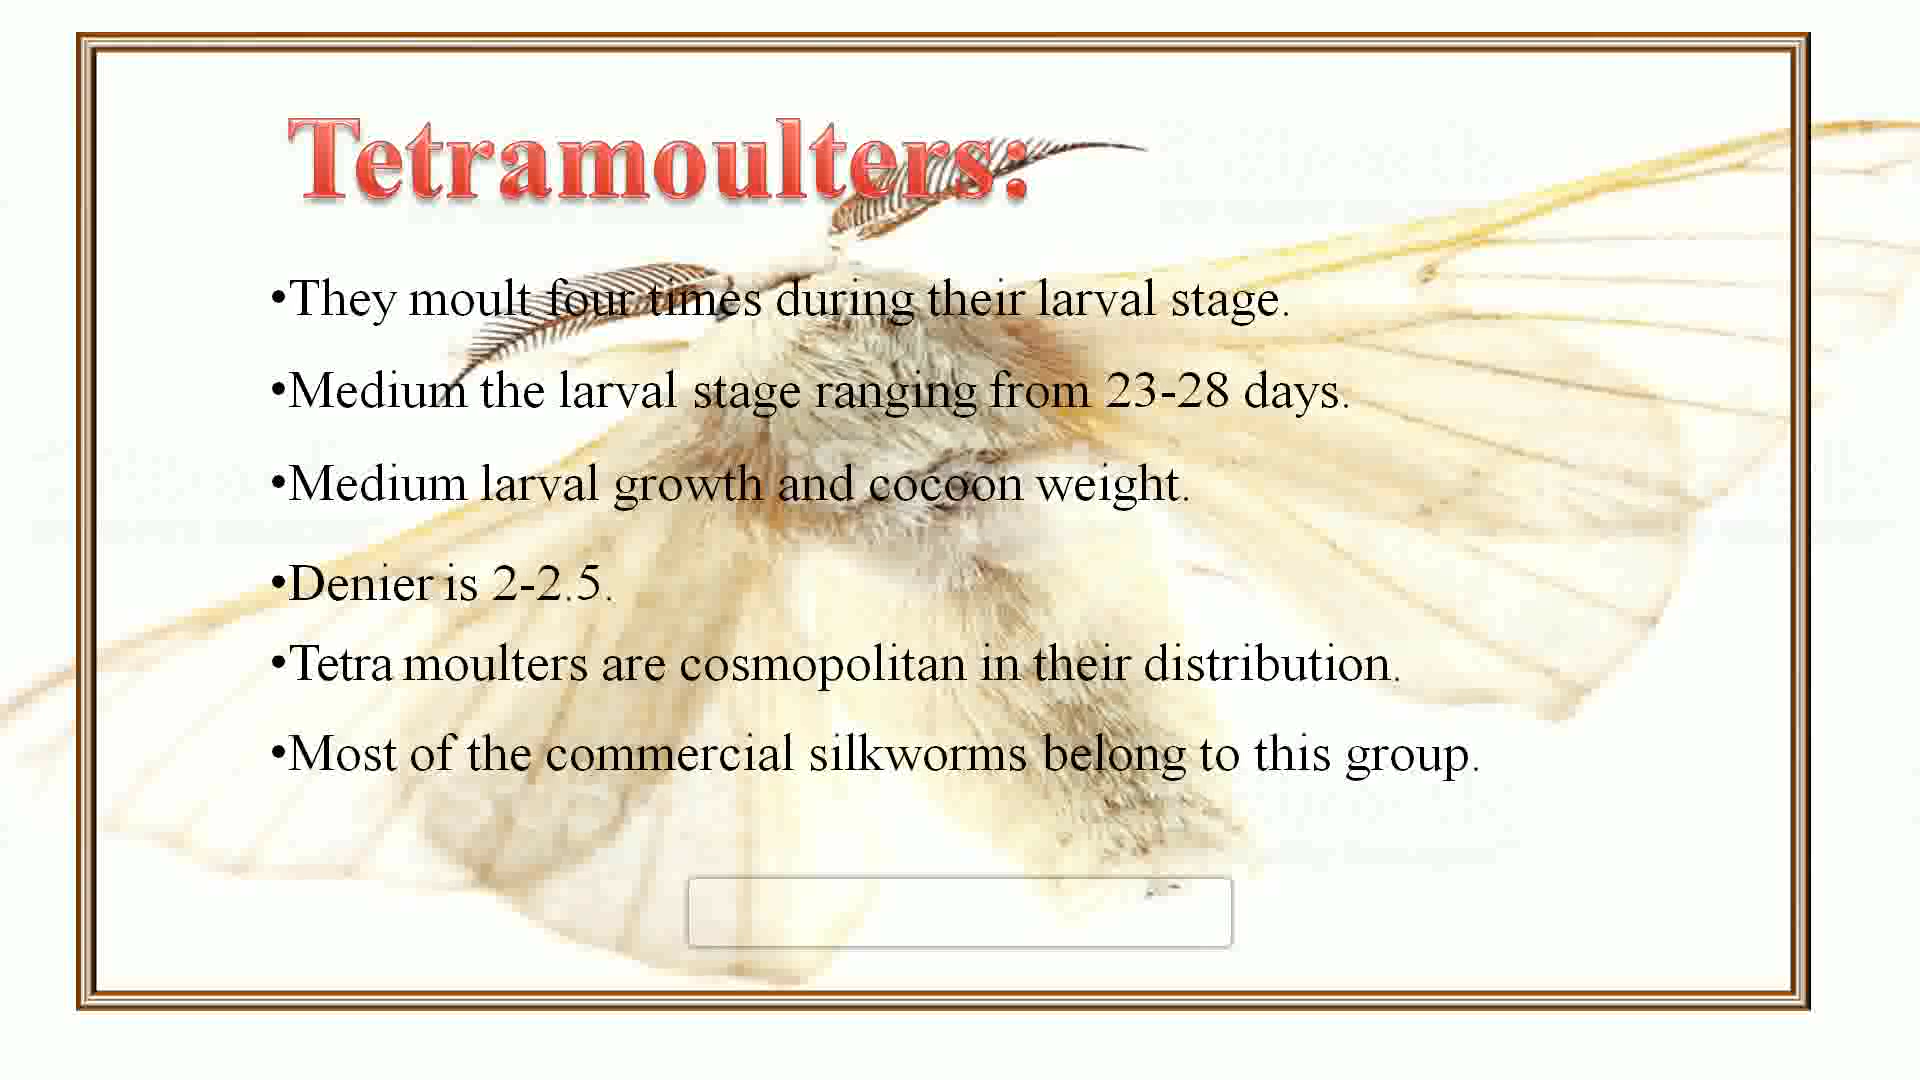 Tetramoulters:
•They moult four times during their larval stage.
•Medium the larval stage ranging from 23-28 days.
•Medium larval growth and cocoon weight.
•Denier is 2-2.5.
•Tetra moulters are cosmopolitan in their distribution.
•Most of the commercial silkworms belong to this group.